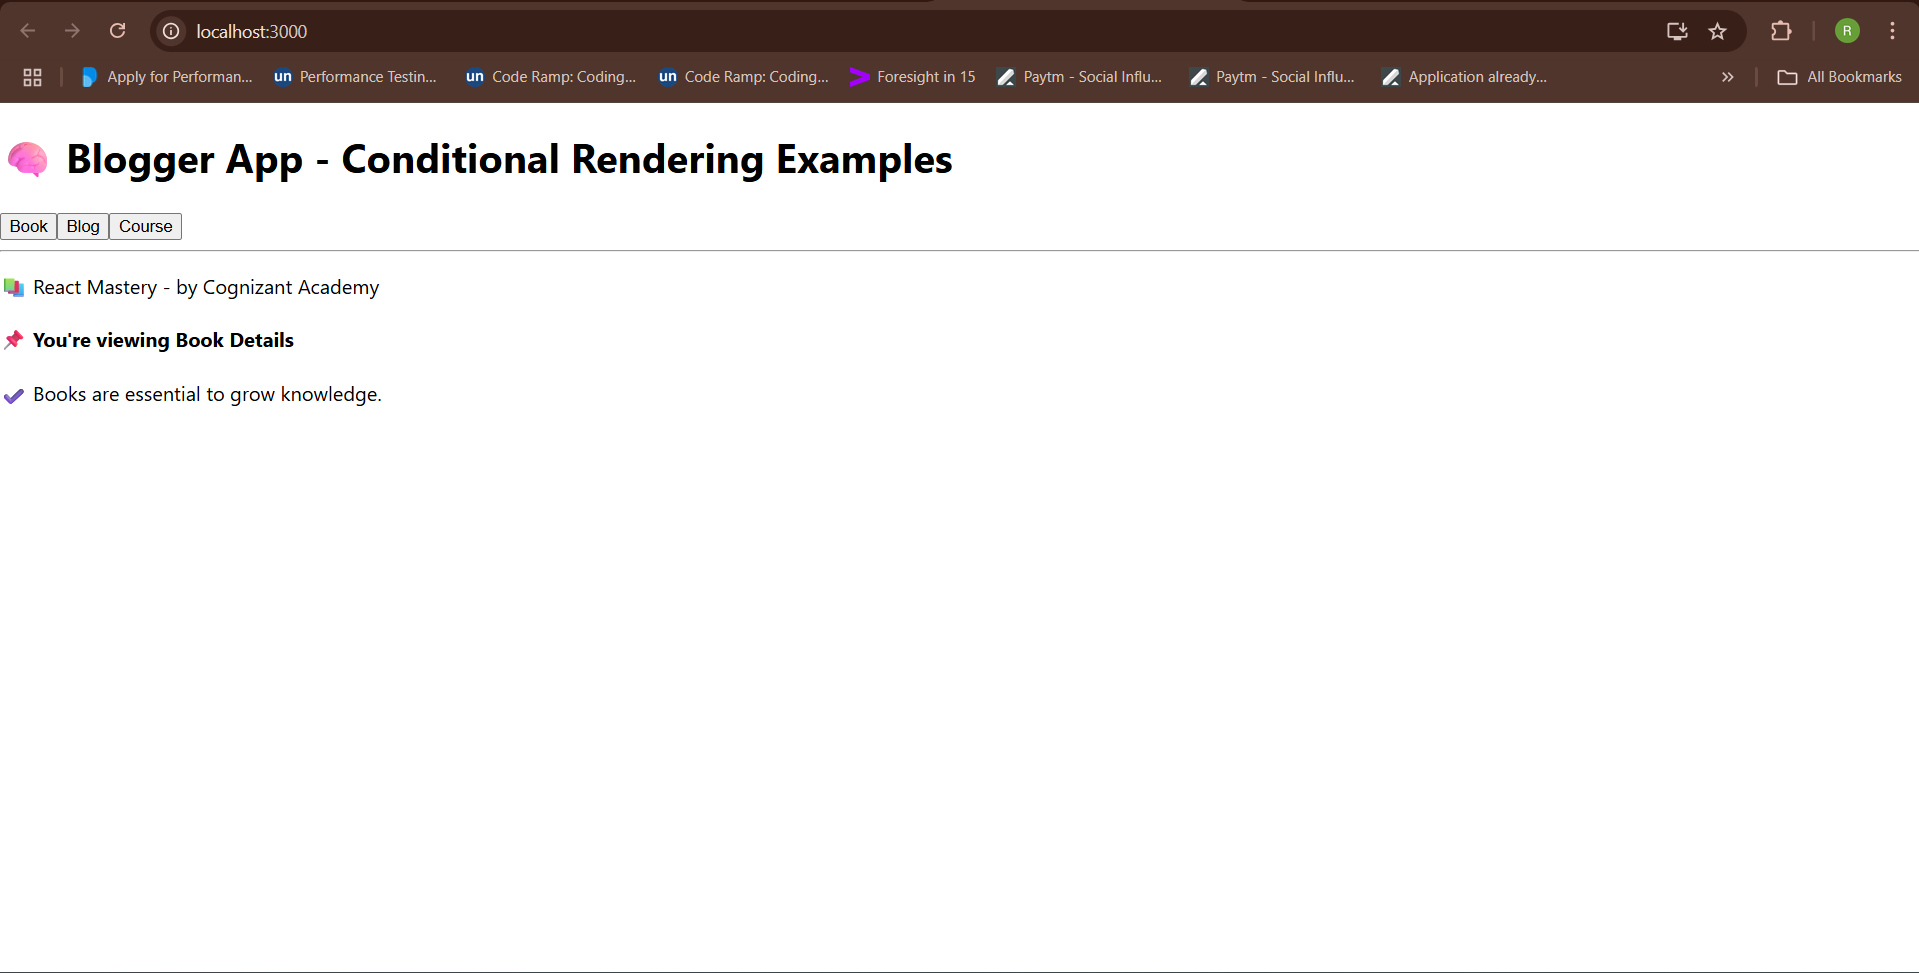 localhost:3000
Apply for Performan... un Performance Testin... un Code Ramp: Coding... un Code Ramp: Coding... Foresight in 15 Paytm - Social Influ... Paytm - Social Influ... Application already... » All Bookmarks
R
🧠 Blogger App - Conditional Rendering Examples
Book Blog Course
📚 React Mastery - by Cognizant Academy
📌 You're viewing Book Details
✔️ Books are essential to grow knowledge.